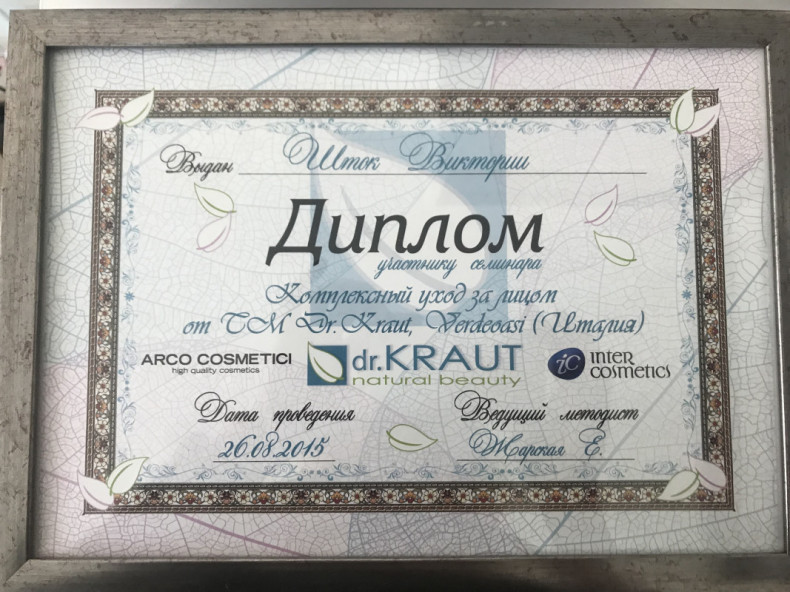 Выдан Шток Виктории
Диплом
участнику семинара
Комплексный уход за лицом
от ТМ Dr.Kraut, Verdeoasi (Италия)
ARCO COSMETICI
high quality cosmetics
dr.KRAUT
natural beauty
iC INTER COSMETICS
Дата проведения
26.08.2015
Ведущий методист
Жарская Е.